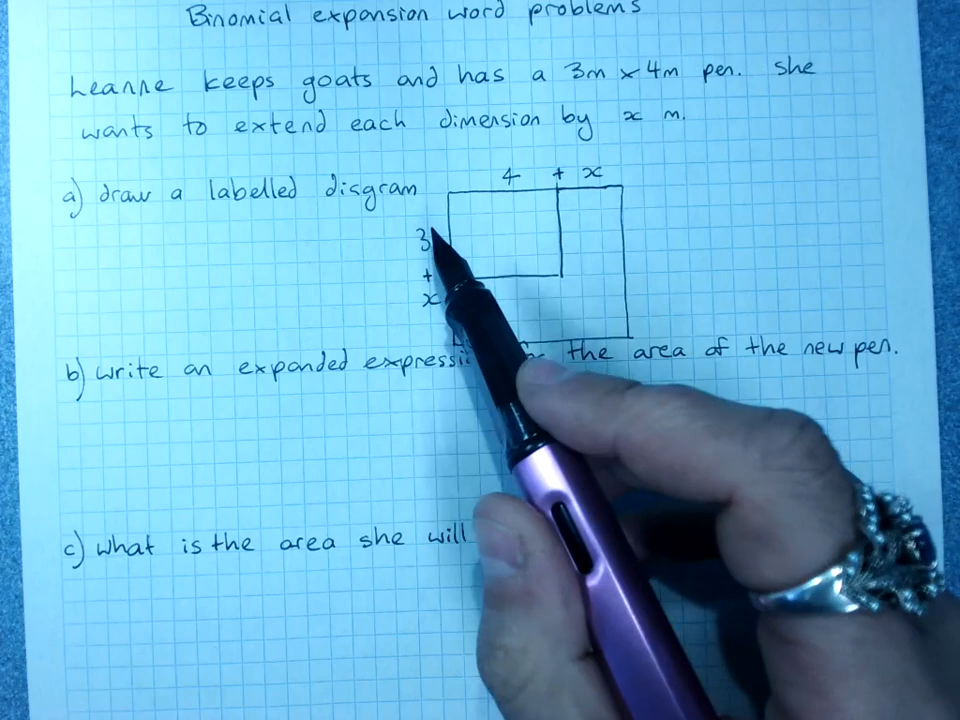 Binomial expansion word problems
Leanne keeps goats and has a 3m x 4m pen. she
wants to extend each dimension by x m.
a) draw a labelled disgram
4 + x
3
+
x
b) write an expanded the area of the new pen.
c) what is the area she will